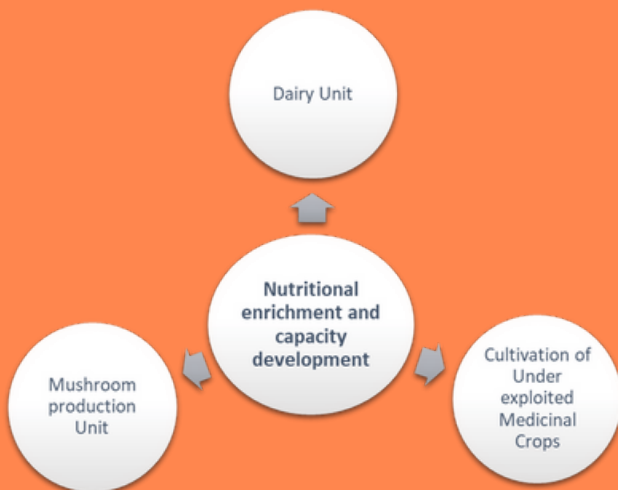 Dairy Unit
Nutritional
enrichment and
capacity
development
Mushroom
production
Unit
Cultivation of
Under
exploited
Medicinal
Crops